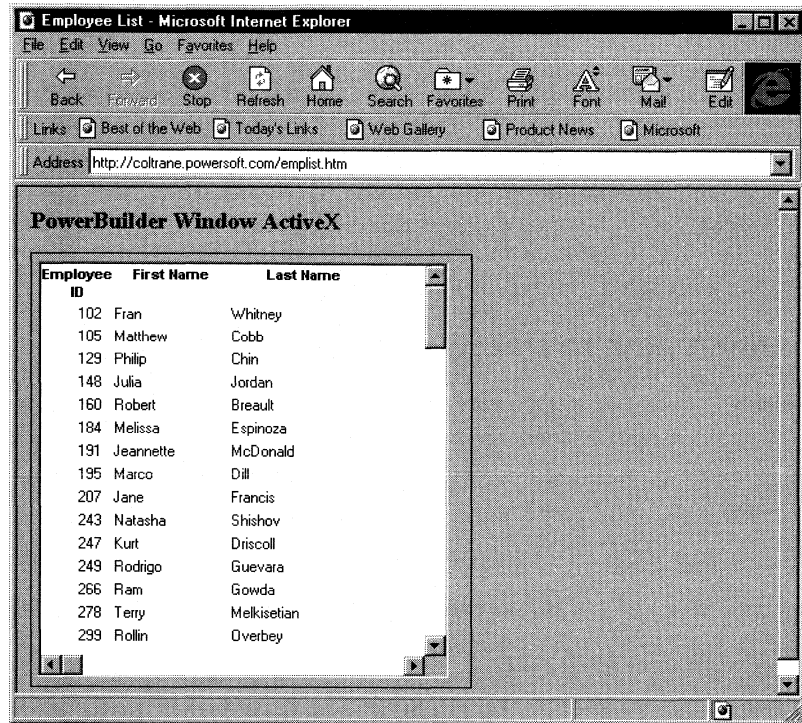 Employee List - Microsoft Internet Explorer
File Edit View Go Favorites Help
Back Forward Stop Refresh Home Search Favorites Print Font Mail Edit
Links Best of the Web Today's Links Web Gallery Product News Microsoft
Address http://coltrane.powersoft.com/emplist.htm
PowerBuilder Window ActiveX
Employee First Name Last Name
ID
102 Fran Whitney
105 Matthew Cobb
129 Philip Chin
148 Julia Jordan
160 Robert Breault
184 Melissa Espinoza
191 Jeannette McDonald
195 Marco Dill
207 Jane Francis
243 Natasha Shishov
247 Kurt Driscoll
249 Rodrigo Guevara
266 Ram Gowda
278 Terry Melkisetian
299 Rollin Overbey